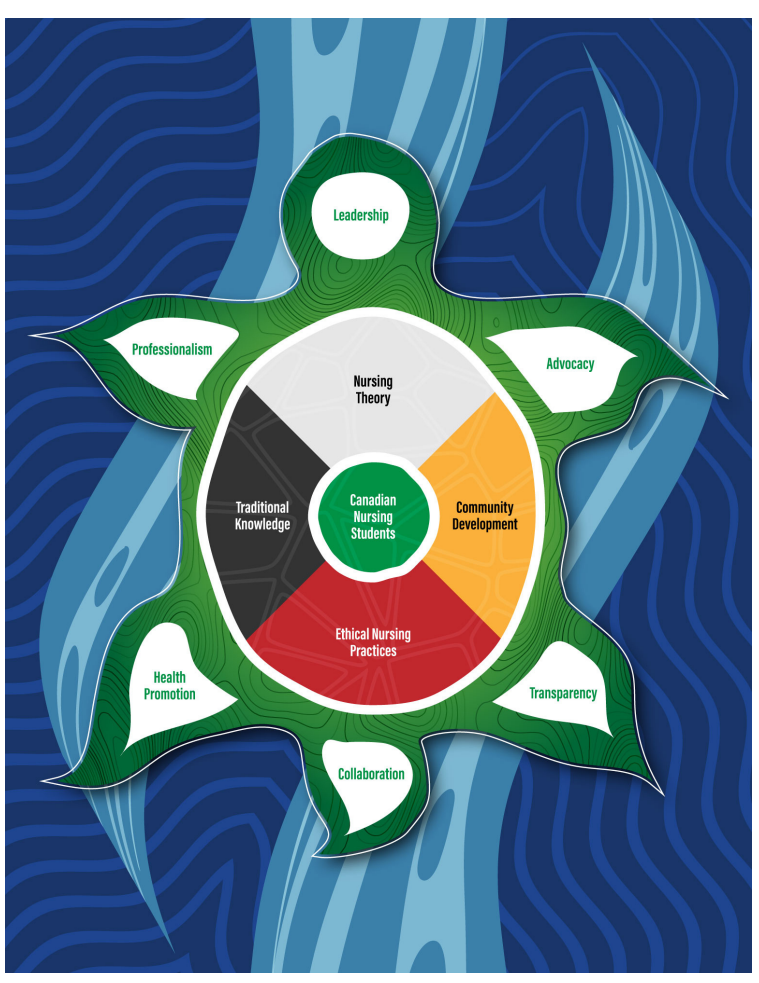 Leadership
Professionalism
Advocacy
Nursing
Theory
Traditional
Knowledge
Canadian
Nursing
Students
Community
Development
Ethical Nursing
Practices
Health
Promotion
Transparency
Collaboration